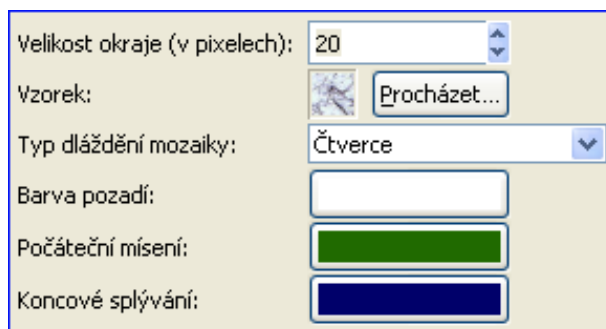 Velikost okraje (v pixelech): 20
Vzorek: Procházet...
Typ dláždění mozaiky: Čtverce
Barva pozadí:
Počáteční mísení:
Koncové splývání: